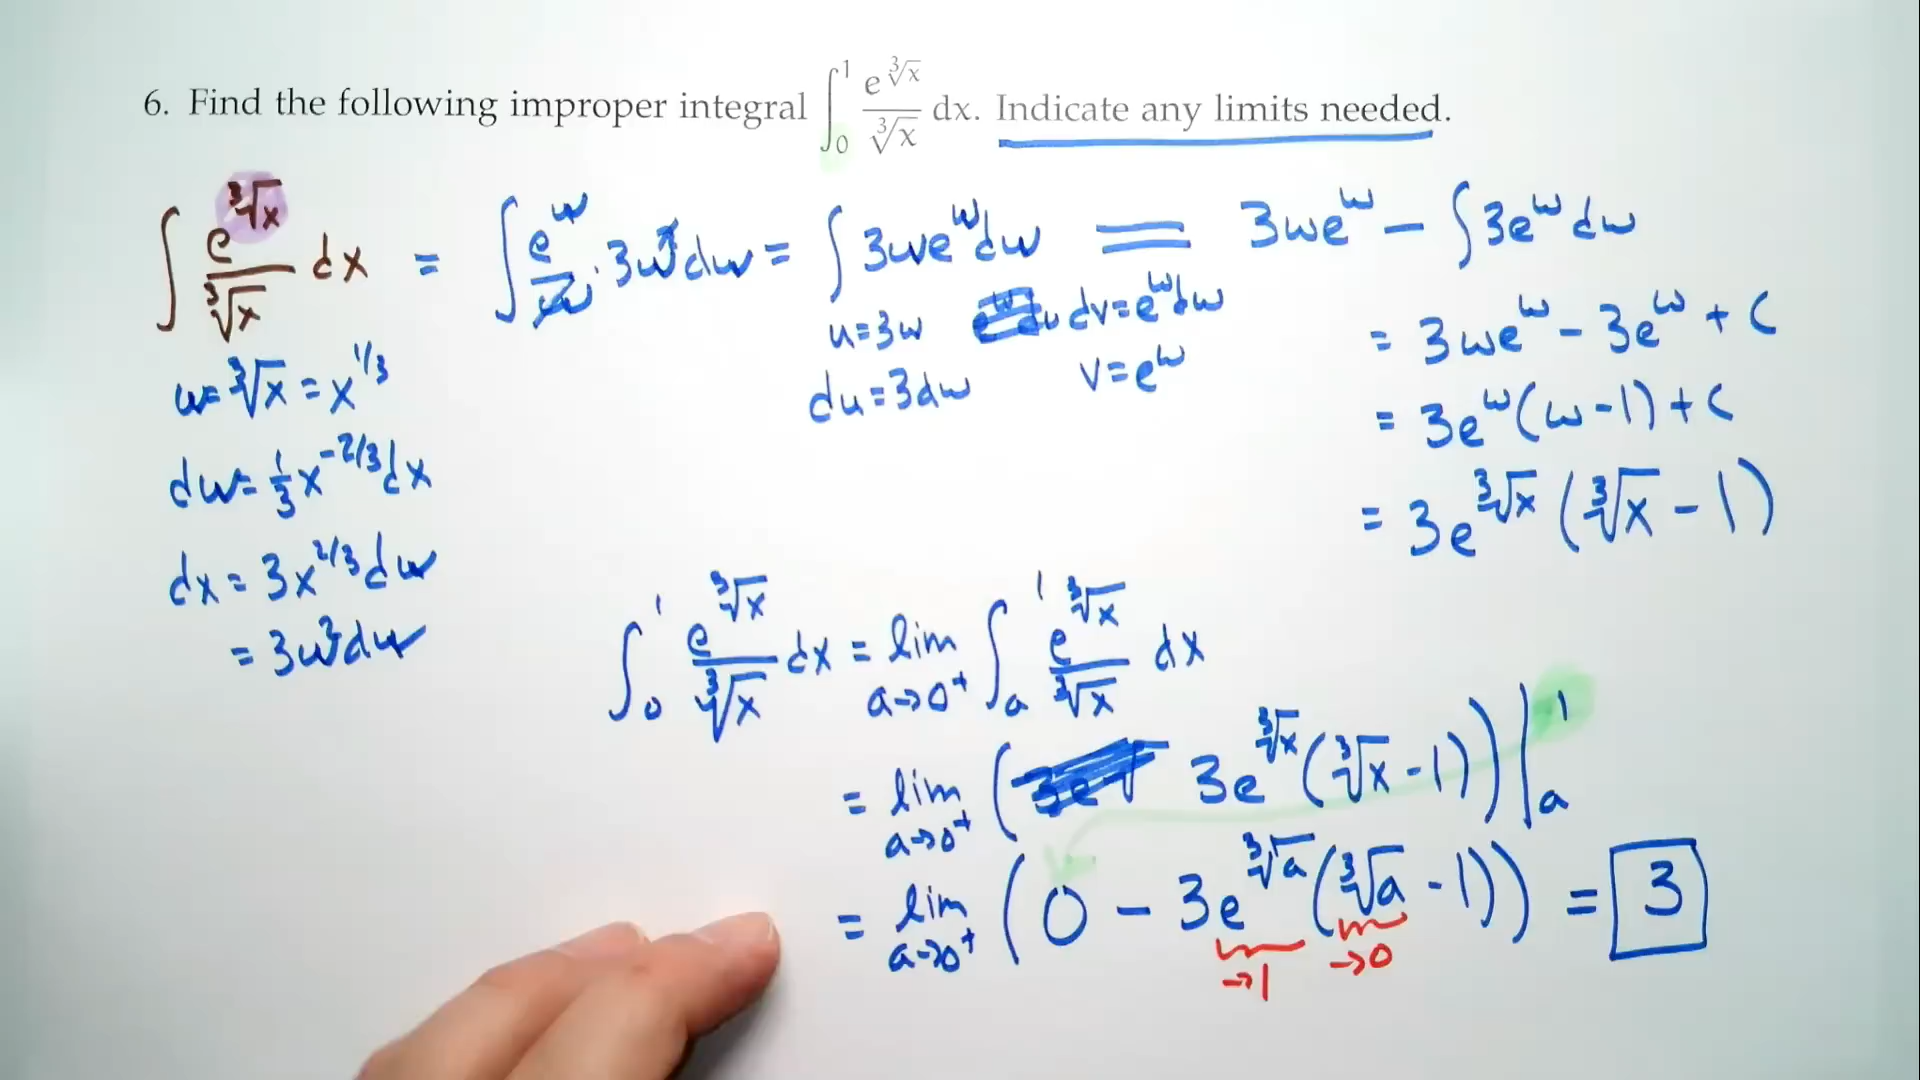 6. Find the following improper integral ∫₀¹ e^∛x / ∛x dx. Indicate any limits needed.
∫ e^∛x / ∛x dx = ∫ e^w / w · 3w² dw = ∫ 3we^w dw = 3we^w − ∫ 3e^w dw
u = 3w dv = e^w dw
du = 3dw v = e^w
= 3we^w − 3e^w + C
= 3e^w (w − 1) + C
= 3e^∛x (∛x − 1)
w = ∛x = x^1/3
dw = 1/3 x^−2/3 dx
dx = 3x^2/3 dw
= 3w² dw
∫₀¹ e^∛x / ∛x dx = lim a→0⁺ ∫ₐ¹ e^∛x / ∛x dx
= lim a→0⁺ ( 3e^∛x (∛x − 1) ) |ₐ¹
= lim a→0⁺ ( 0 − 3e^∛a (∛a − 1) ) = 3
→1 →0